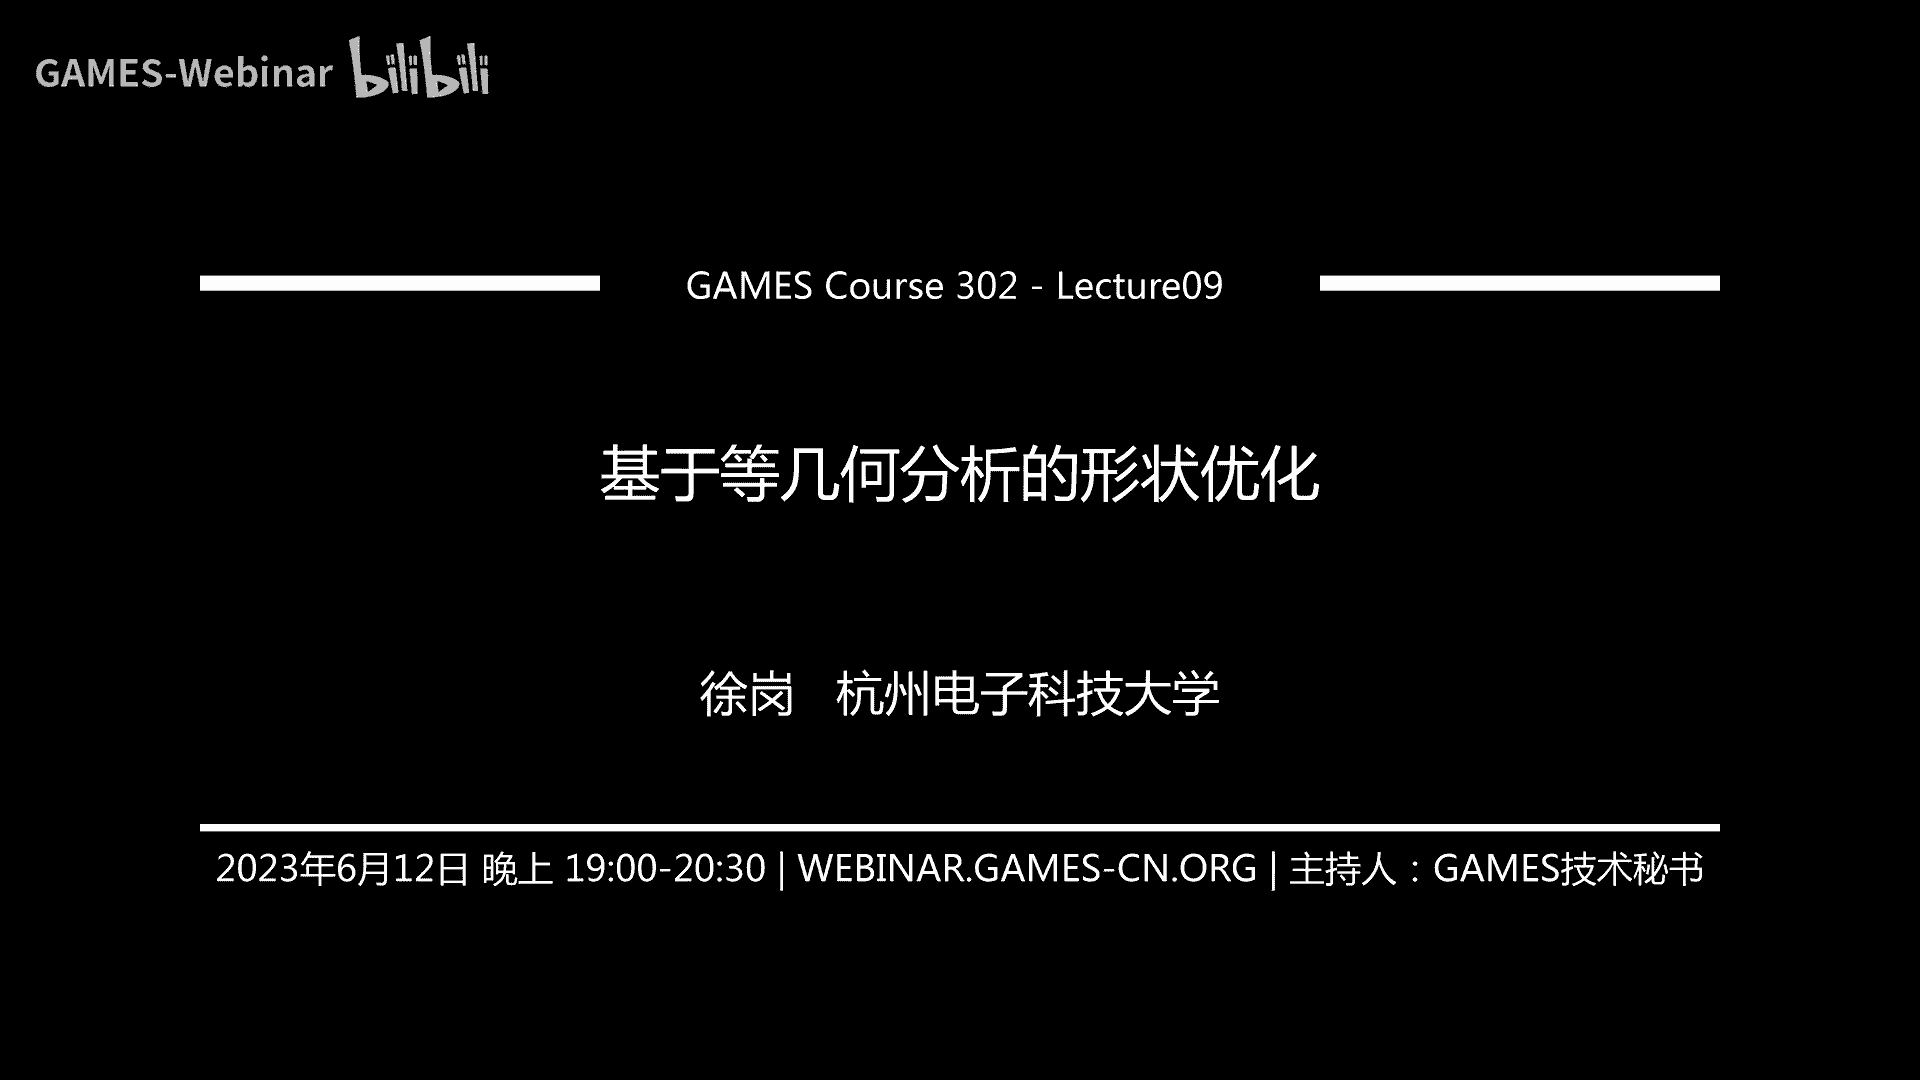 GAMES-Webinar bilibili
GAMES Course 302 - Lecture09
基于等几何分析的形状优化
徐岗 杭州电子科技大学
2023年6月12日 晚上 19:00-20:30 | WEBINAR.GAMES-CN.ORG | 主持人：GAMES技术秘书